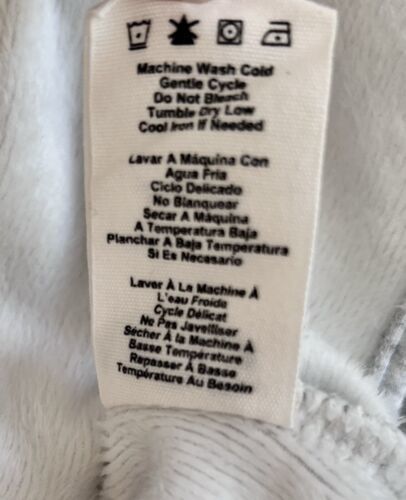 Machine Wash Cold
Gentle Cycle
Do Not Bleach
Tumble Dry Low
Cool Iron If Needed
Lavar A Máquina Con
Agua Fria
Ciclo Delicado
No Blanquear
Secar A Máquina
A Temperatura Baja
Planchar A Baja Temperatura
Si Es Necesario
Laver À La Machine À
L'eau Froide
Cycle Délicat
Ne Pas Javelliser
Sécher À la Machine À
Basse Température
Repasser À Basse
Température Au Besoin